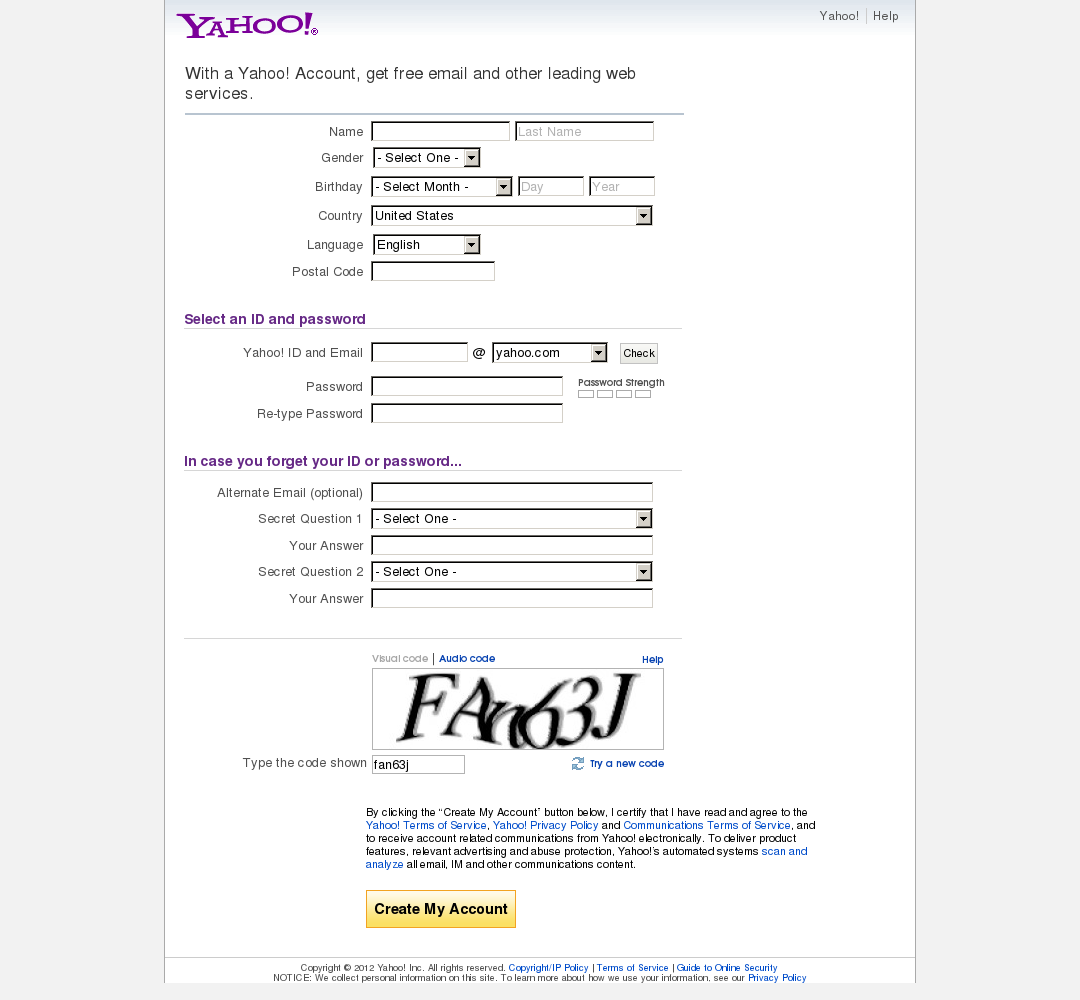 YAHOO!®
Yahoo! | Help
With a Yahoo! Account, get free email and other leading web
services.
Name Last Name
Gender - Select One -
Birthday - Select Month - Day Year
Country United States
Language English
Postal Code
Select an ID and password
Yahoo! ID and Email @ yahoo.com Check
Password Password Strength
Re-type Password
In case you forget your ID or password...
Alternate Email (optional)
Secret Question 1 - Select One -
Your Answer
Secret Question 2 - Select One -
Your Answer
Visual code | Audio code Help
FAn63J
Type the code shown fan63j Try a new code
By clicking the “Create My Account” button below, I certify that I have read and agree to the
Yahoo! Terms of Service, Yahoo! Privacy Policy and Communications Terms of Service, and
to receive account related communications from Yahoo! electronically. To deliver product
features, relevant advertising and abuse protection, Yahoo!'s automated systems scan and
analyze all email, IM and other communications content.
Create My Account
Copyright © 2012 Yahoo! Inc. All rights reserved. Copyright/IP Policy | Terms of Service | Guide to Online Security
NOTICE: We collect personal information on this site. To learn more about how we use your information, see our Privacy Policy